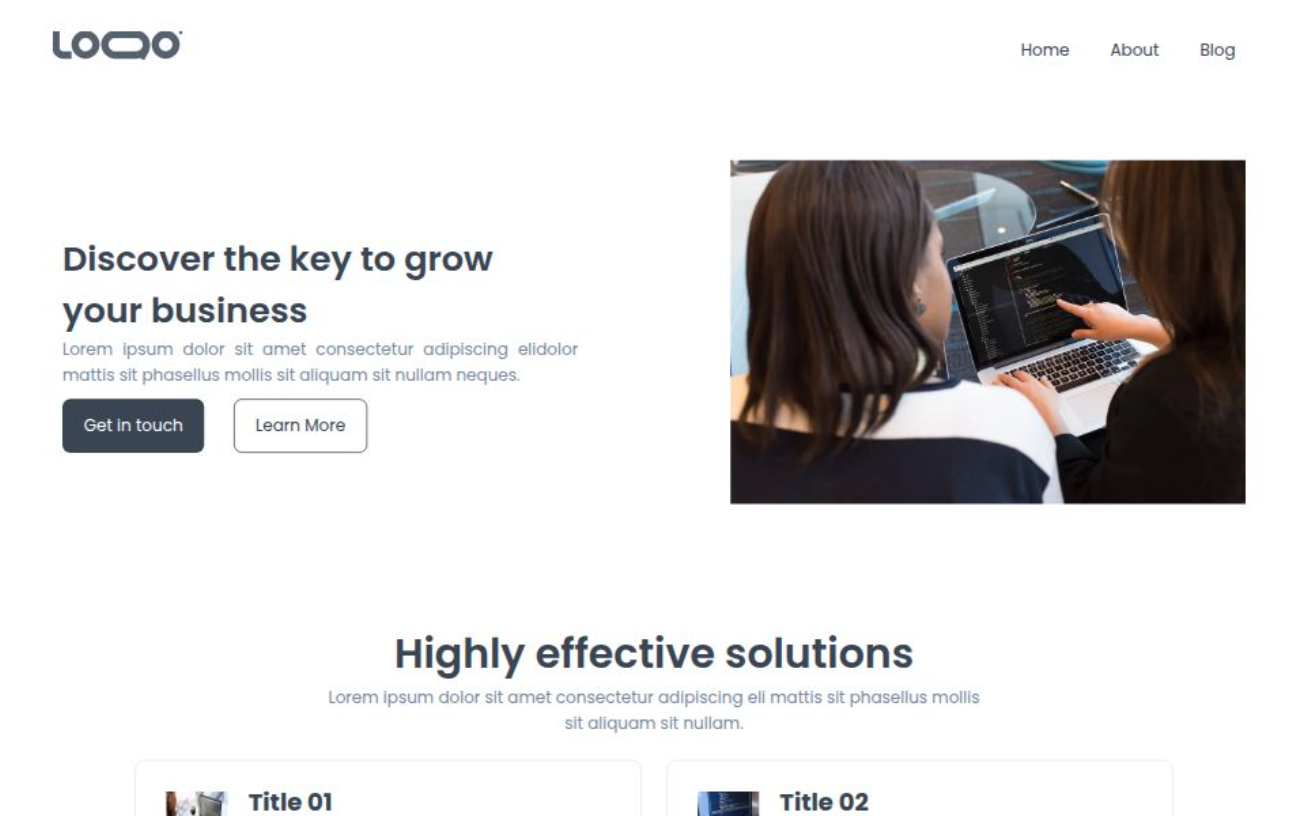 LOQO
Home About Blog
Discover the key to grow
your business
Lorem ipsum dolor sit amet consectetur adipiscing elidolor
mattis sit phasellus mollis sit aliquam sit nullam neques.
Get in touch Learn More
Highly effective solutions
Lorem ipsum dolor sit amet consectetur adipiscing eli mattis sit phasellus mollis
sit aliquam sit nullam.
Title 01 Title 02